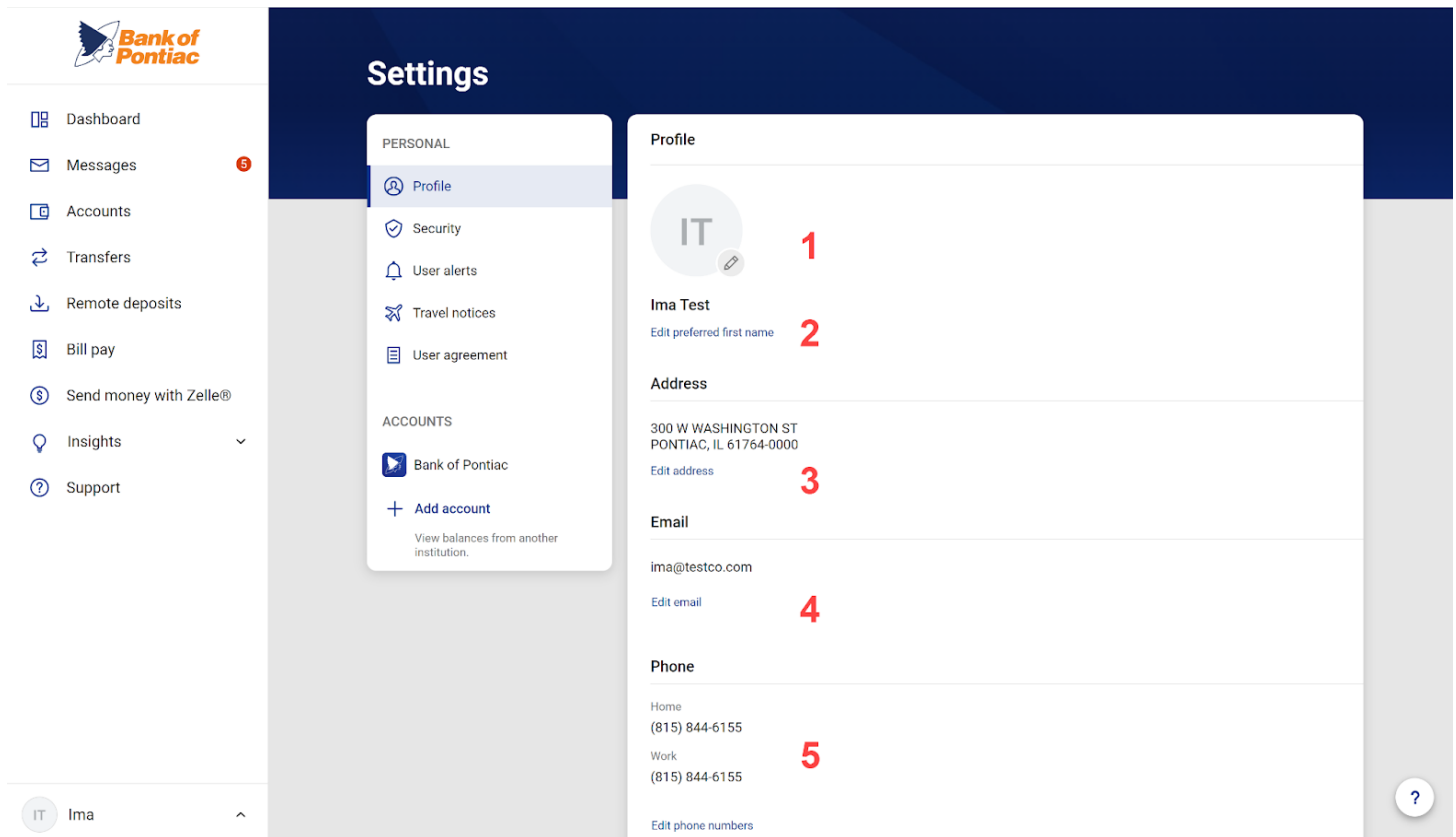 Bank of
Pontiac
Dashboard
Messages 5
Accounts
Transfers
Remote deposits
Bill pay
Send money with Zelle®
Insights
Support
IT Ima
Settings
PERSONAL
Profile
Security
User alerts
Travel notices
User agreement
ACCOUNTS
Bank of Pontiac
Add account
View balances from another
institution.
Profile
IT
1
Ima Test
Edit preferred first name
2
Address
300 W WASHINGTON ST
PONTIAC, IL 61764-0000
Edit address
3
Email
ima@testco.com
Edit email
4
Phone
Home
(815) 844-6155
Work
5
(815) 844-6155
Edit phone numbers
?